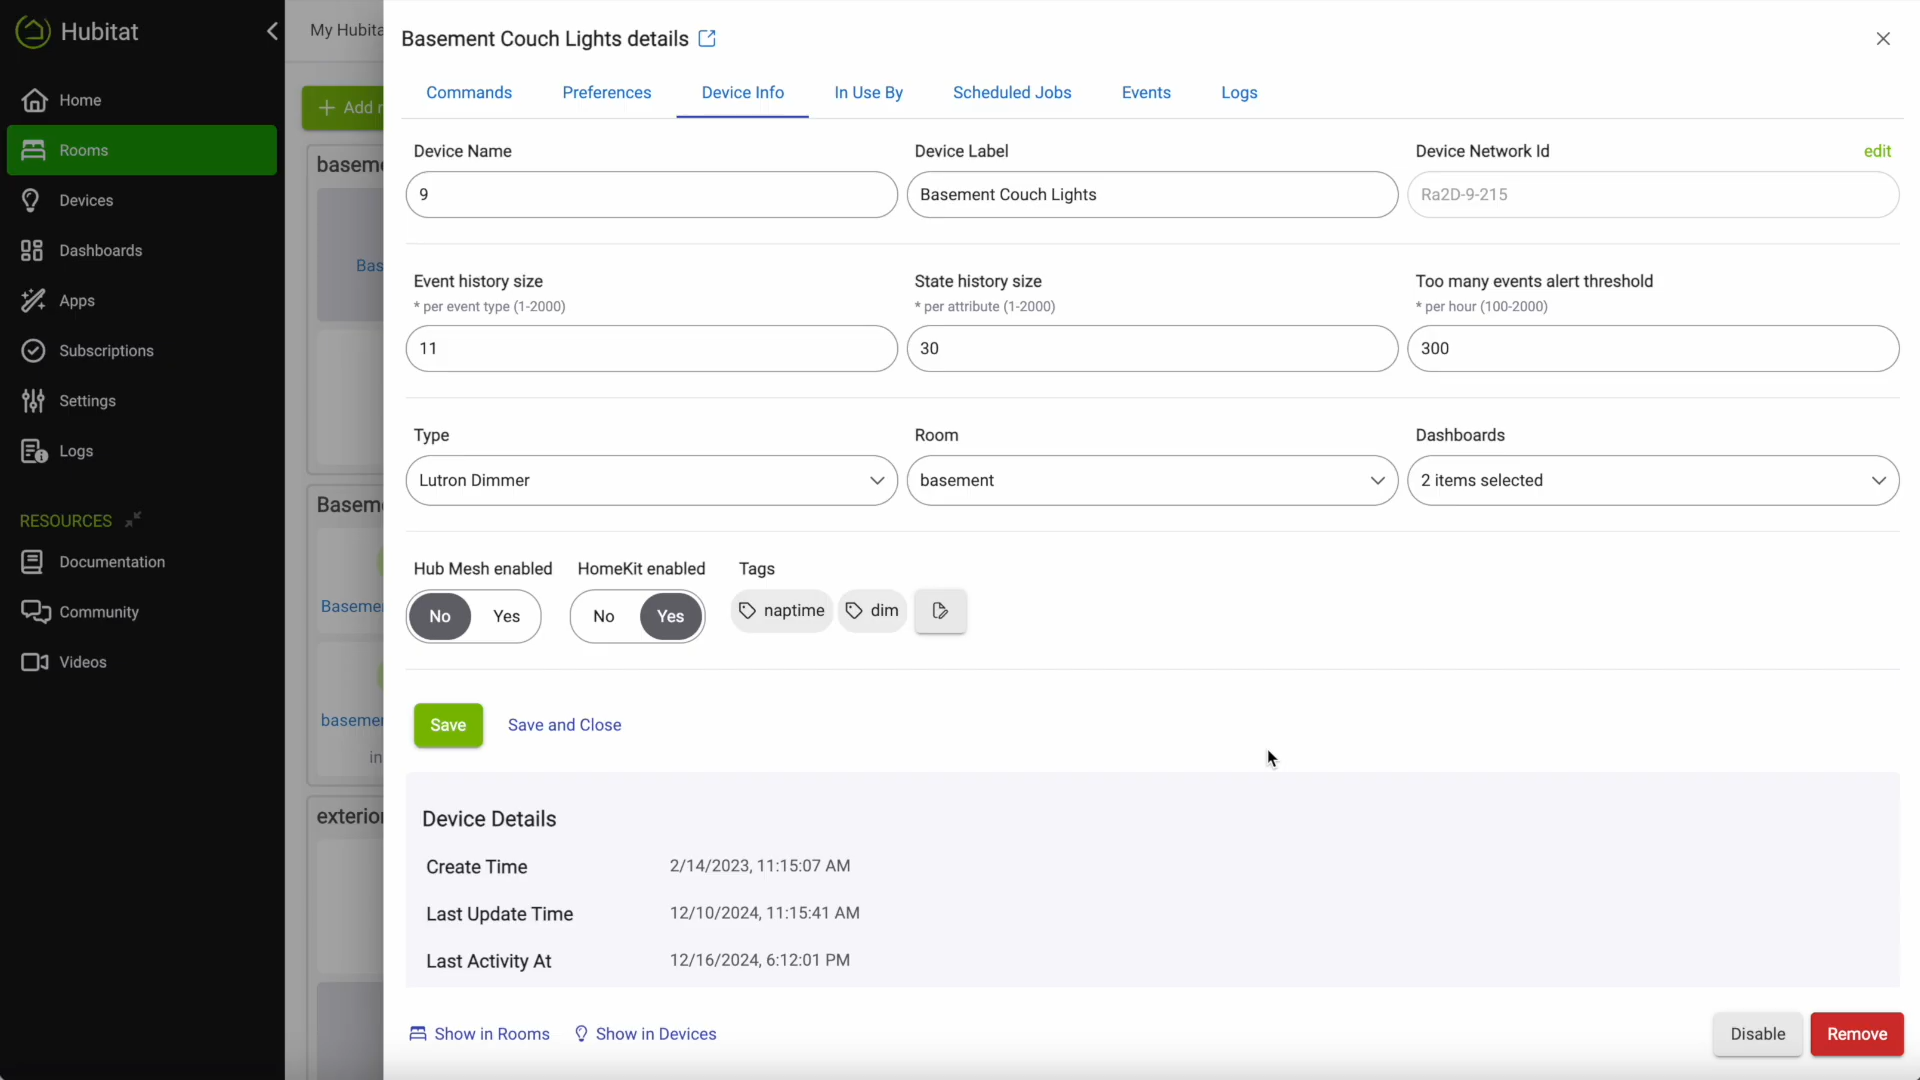 Hubitat
Home
Rooms
Devices
Dashboards
Apps
Subscriptions
Settings
Logs
RESOURCES
Documentation
Community
Videos
My Hubita
Add
basem
Bas
Basem
Baseme
baseme
in
exterio
Basement Couch Lights details
Commands Preferences Device Info In Use By Scheduled Jobs Events Logs
Device Name Device Label Device Network Id edit
9 Basement Couch Lights Ra2D-9-215
Event history size State history size Too many events alert threshold
* per event type (1-2000) * per attribute (1-2000) * per hour (100-2000)
11 30 300
Type Room Dashboards
Lutron Dimmer basement 2 items selected
Hub Mesh enabled HomeKit enabled Tags
No Yes No Yes naptime dim
Save Save and Close
Device Details
Create Time 2/14/2023, 11:15:07 AM
Last Update Time 12/10/2024, 11:15:41 AM
Last Activity At 12/16/2024, 6:12:01 PM
Show in Rooms Show in Devices Disable Remove